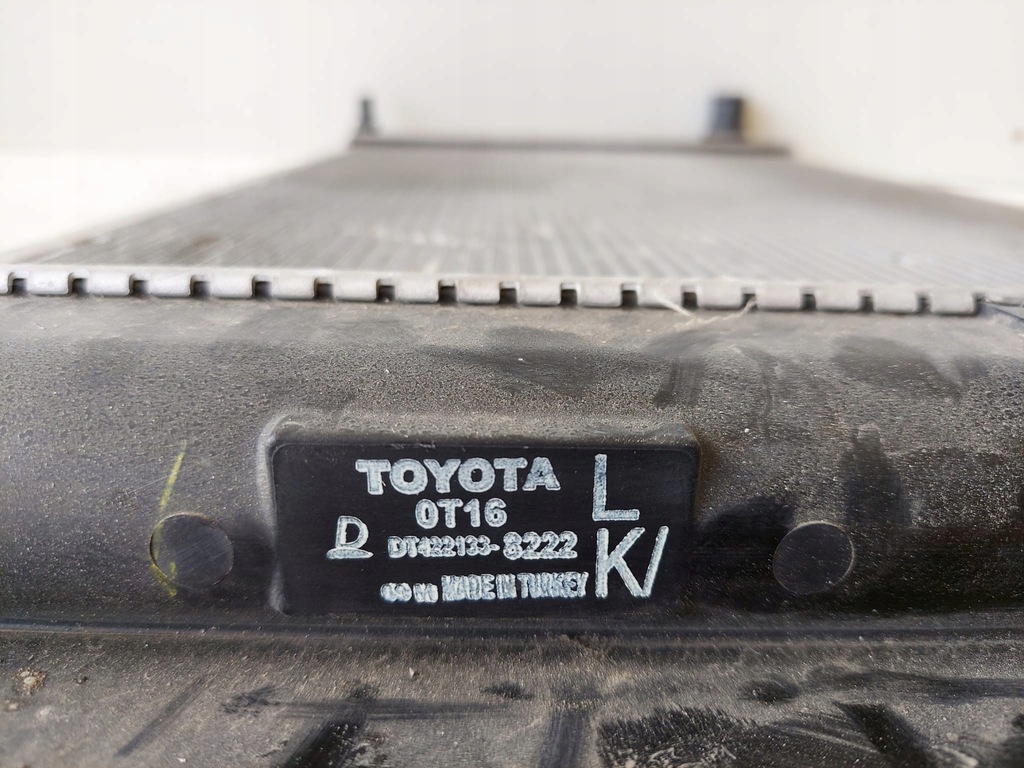 TOYOTA L
0T16
D DT422133-8222 K/
MADE IN TURKEY